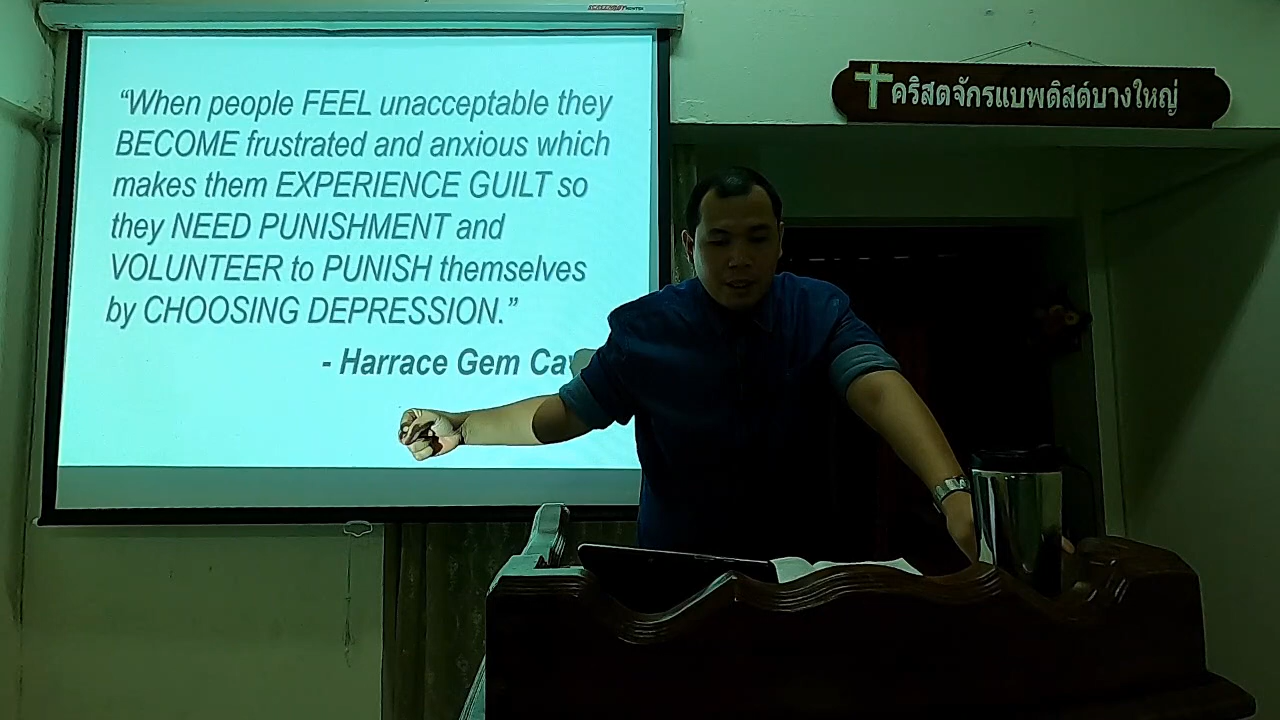 “When people FEEL unacceptable they
BECOME frustrated and anxious which
makes them EXPERIENCE GUILT so
they NEED PUNISHMENT and
VOLUNTEER to PUNISH themselves
by CHOOSING DEPRESSION.”
- Harrace Gem
คริสตจักรแบพติสต์บางใหญ่